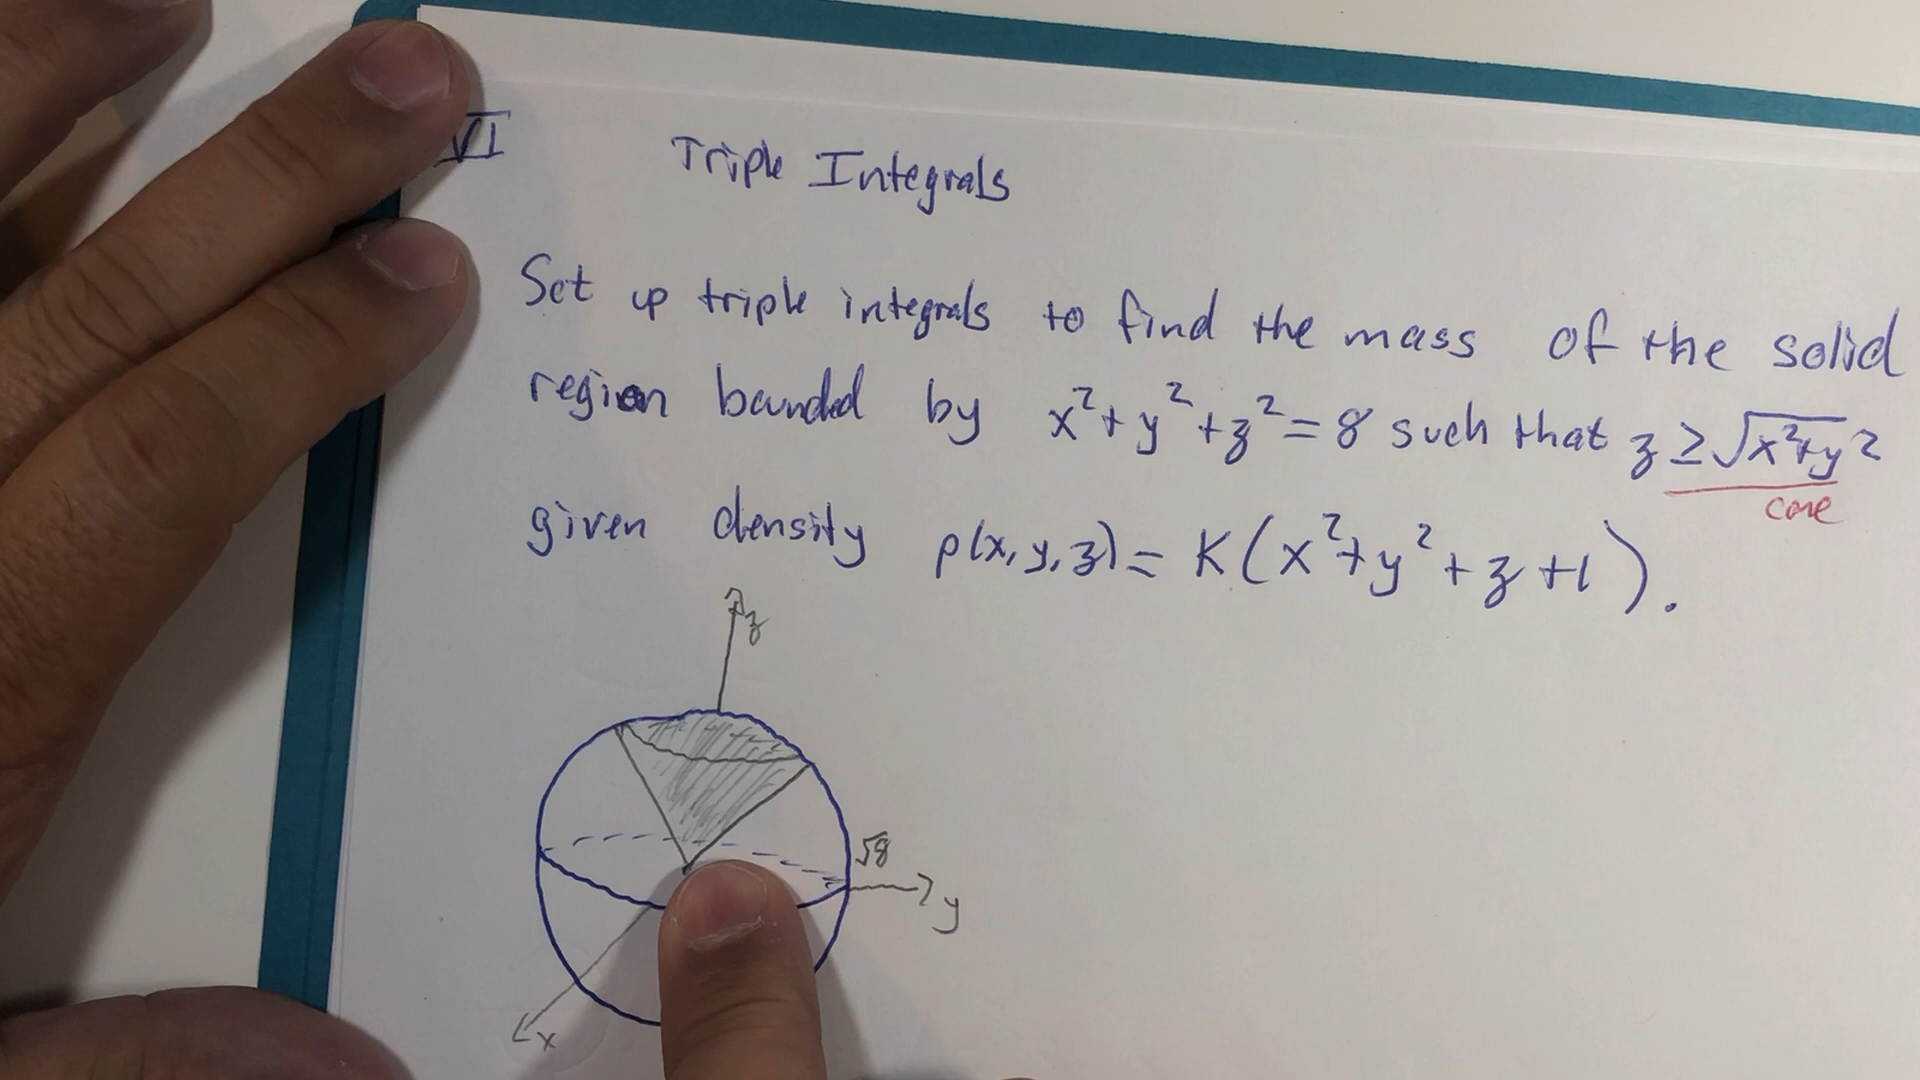 VI Triple Integrals
Set up triple integrals to find the mass of the solid
region bounded by x²+y²+z²=8 such that z≥√x²+y²
cone
given density ρ(x,y,z)=K(x²+y²+z+1).
z
√8
y
x